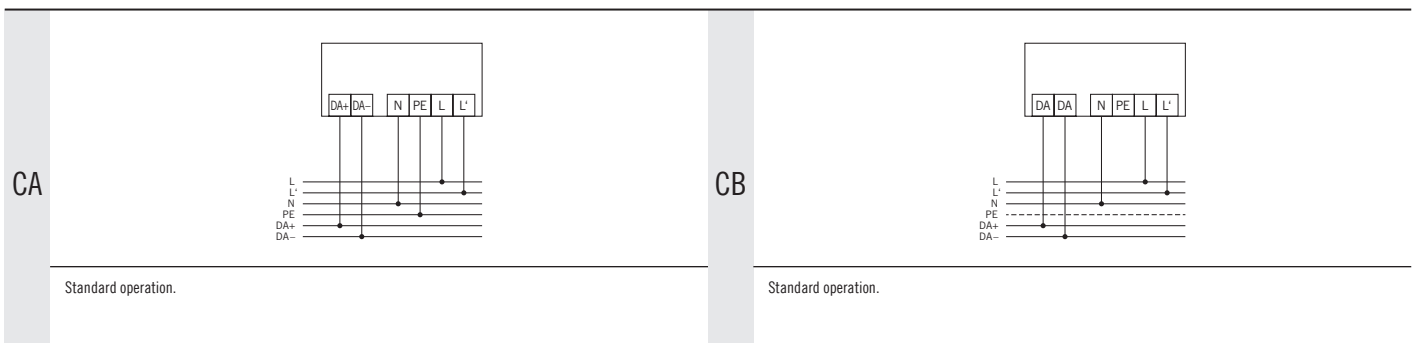 CA
DA+ DA– N PE L L‘
L
L‘
N
PE
DA+
DA–
Standard operation.
CB
DA DA N PE L L‘
L
L‘
N
PE
DA+
DA–
Standard operation.